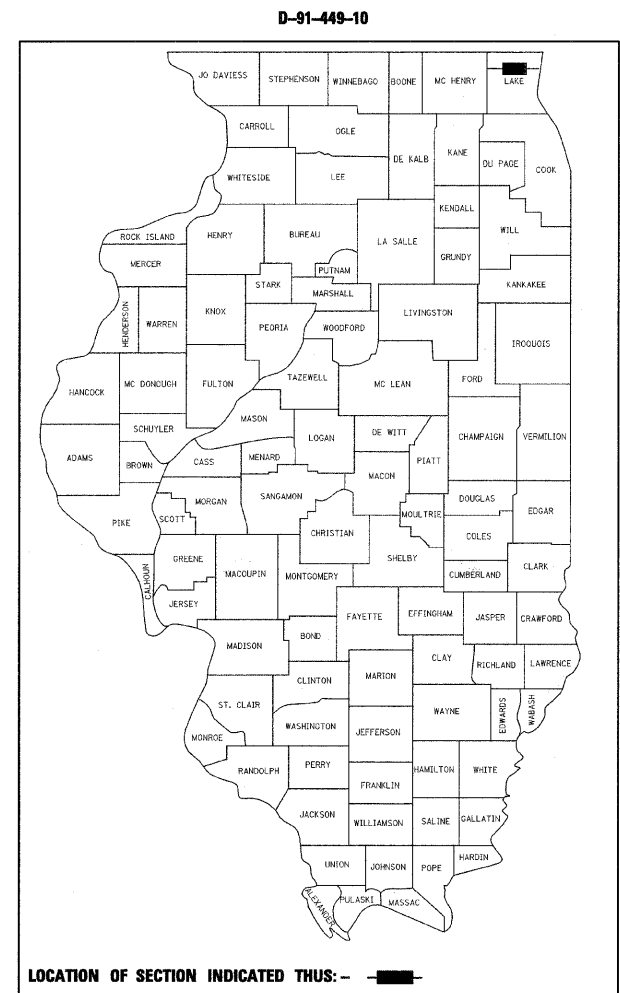 D-91-449-10
JO DAVIESS
STEPHENSON
WINNEBAGO
BOONE
MC HENRY
LAKE
CARROLL
OGLE
DE KALB
KANE
DU PAGE
COOK
WHITESIDE
LEE
KENDALL
WILL
ROCK ISLAND
HENRY
BUREAU
LA SALLE
GRUNDY
MERCER
PUTNAM
KANKAKEE
STARK
MARSHALL
HENDERSON
WARREN
KNOX
PEORIA
WOODFORD
LIVINGSTON
IROQUOIS
HANCOCK
MC DONOUGH
FULTON
TAZEWELL
MC LEAN
FORD
MASON
SCHUYLER
LOGAN
DE WITT
CHAMPAIGN
VERMILION
ADAMS
BROWN
CASS
MENARD
PIATT
MACON
MORGAN
SANGAMON
DOUGLAS
EDGAR
PIKE
SCOTT
CHRISTIAN
MOULTRIE
COLES
GREENE
MACOUPIN
MONTGOMERY
SHELBY
CUMBERLAND
CLARK
CALHOUN
JERSEY
FAYETTE
EFFINGHAM
JASPER
CRAWFORD
MADISON
BOND
CLAY
RICHLAND
LAWRENCE
CLINTON
MARION
ST. CLAIR
WAYNE
EDWARDS
WABASH
WASHINGTON
JEFFERSON
MONROE
RANDOLPH
PERRY
HAMILTON
WHITE
FRANKLIN
JACKSON
WILLIAMSON
SALINE
GALLATIN
UNION
JOHNSON
POPE
HARDIN
ALEXANDER
PULASKI
MASSAC
LOCATION OF SECTION INDICATED THUS:-